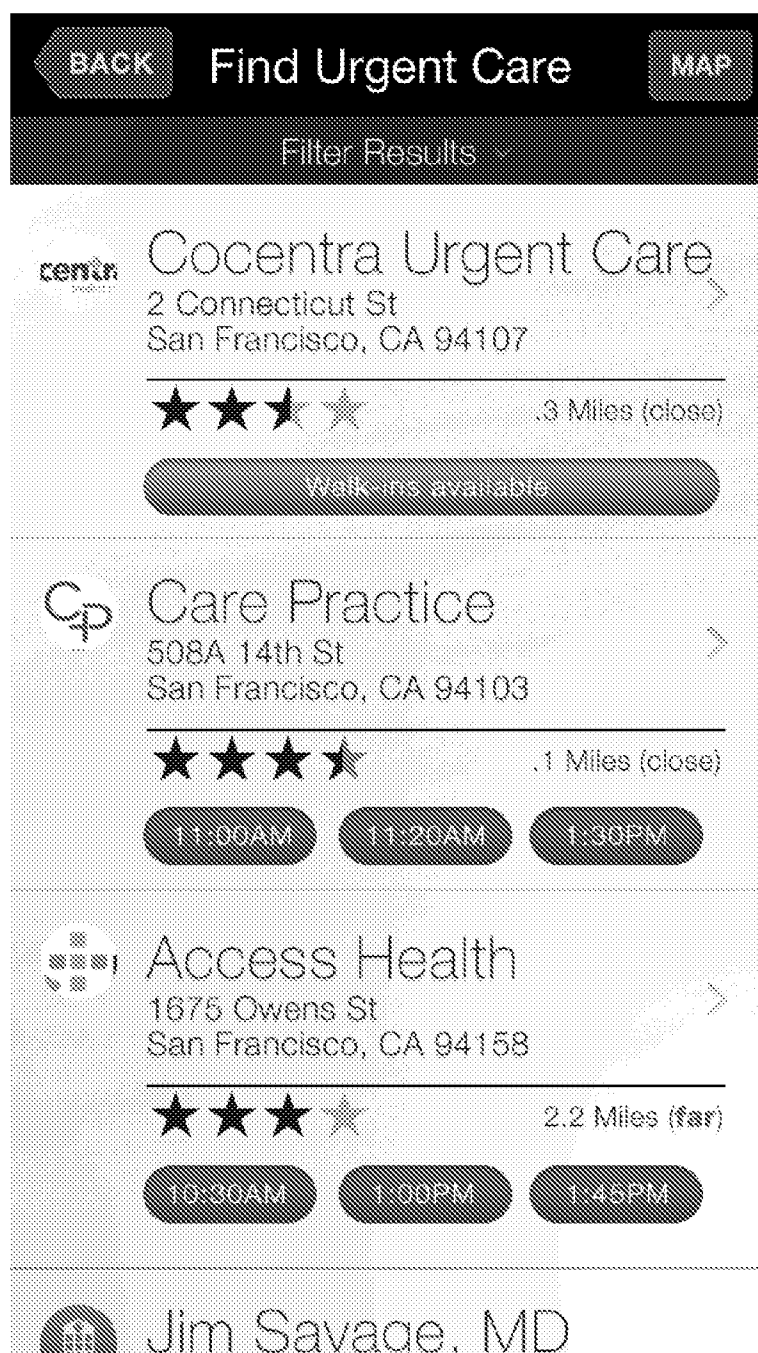 BACK Find Urgent Care MAP
Filter Results
centra
Cocentra Urgent Care
2 Connecticut St
San Francisco, CA 94107
.3 Miles (close)
Walk-ins available
CP
Care Practice
508A 14th St
San Francisco, CA 94103
.1 Miles (close)
11:00AM 11:20AM 1:30PM
Access Health
1675 Owens St
San Francisco, CA 94158
2.2 Miles (far)
10:30AM 1:00PM 1:45PM
Jim Savage, MD